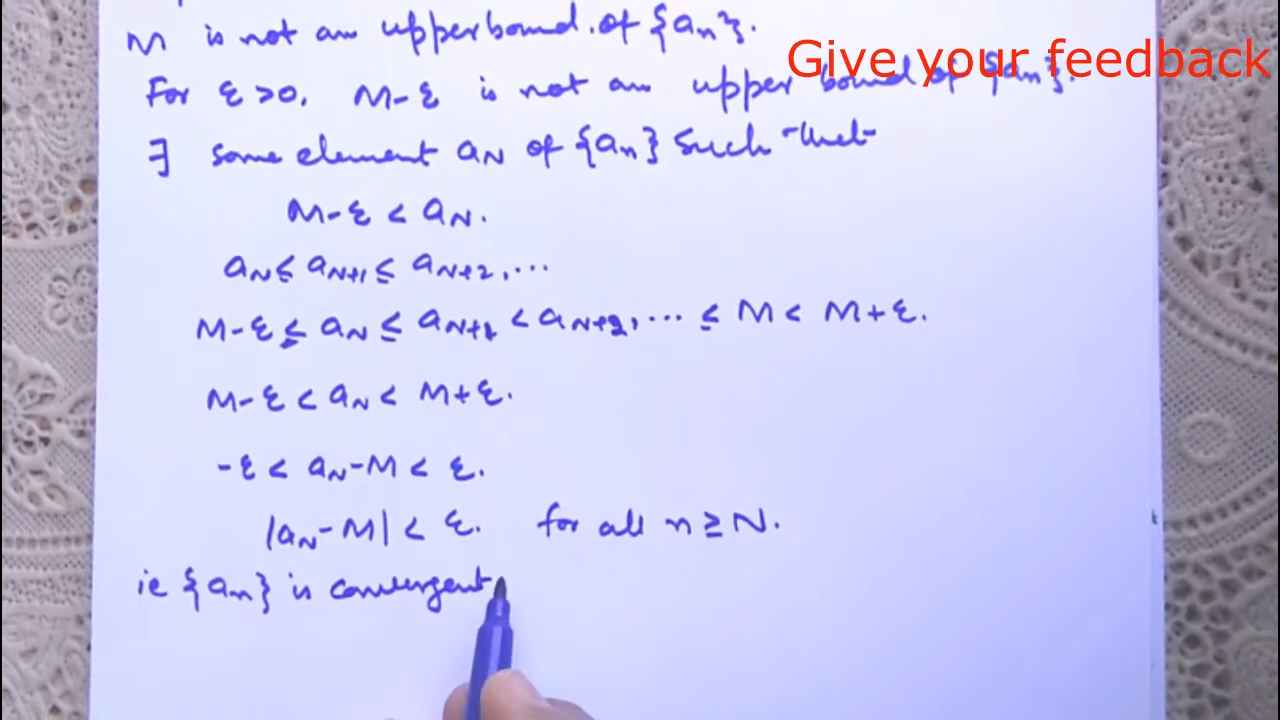 M is not an upper bound. of {an}.
Give your feedback
For ε >0, M-ε is not an upper bound of {an}.
∃ some element aN of {an} such that
M-ε < aN.
aN ≤ aN+1 ≤ aN+2, ...
M-ε ≤ aN ≤ aN+1 < aN+2, ... ≤ M < M+ε.
M-ε < aN < M+ε.
-ε < aN-M < ε.
|aN-M| < ε. for all n ≥ N.
ie {an} is convergent